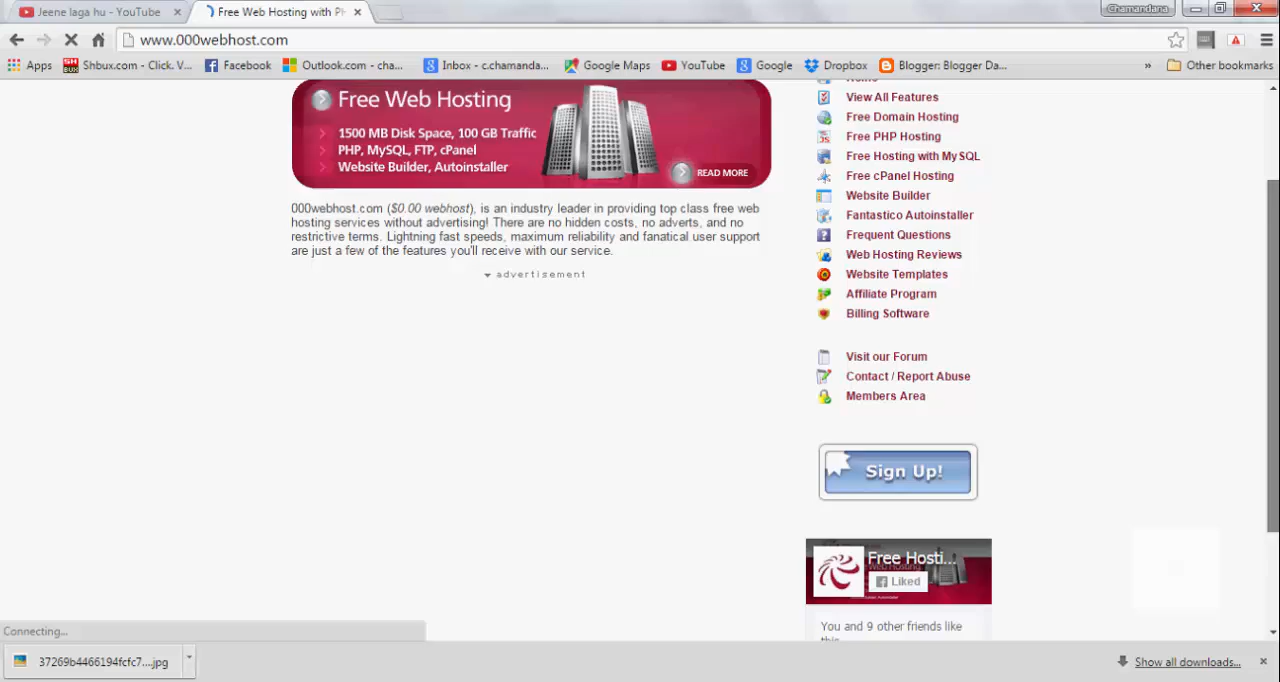 Jeene laga hu - YouTube
Free Web Hosting with PH
Chamandana
www.000webhost.com
Apps
Shbux.com - Click. V...
Facebook
Outlook.com - cha...
Inbox - c.chamanda...
Google Maps
YouTube
Google
Dropbox
Blogger: Blogger Da...
»
Other bookmarks
Free Web Hosting
1500 MB Disk Space, 100 GB Traffic
PHP, MySQL, FTP, cPanel
Website Builder, Autoinstaller
READ MORE
000webhost.com ($0.00 webhost), is an industry leader in providing top class free web
hosting services without advertising! There are no hidden costs, no adverts, and no
restrictive terms. Lightning fast speeds, maximum reliability and fanatical user support
are just a few of the features you'll receive with our service.
advertisement
Home
View All Features
Free Domain Hosting
Free PHP Hosting
Free Hosting with MySQL
Free cPanel Hosting
Website Builder
Fantastico Autoinstaller
Frequent Questions
Web Hosting Reviews
Website Templates
Affiliate Program
Billing Software
Visit our Forum
Contact / Report Abuse
Members Area
Sign Up!
Free Hosti...
Liked
You and 9 other friends like
this
Connecting...
37269b4466194fcfc7....jpg
Show all downloads...